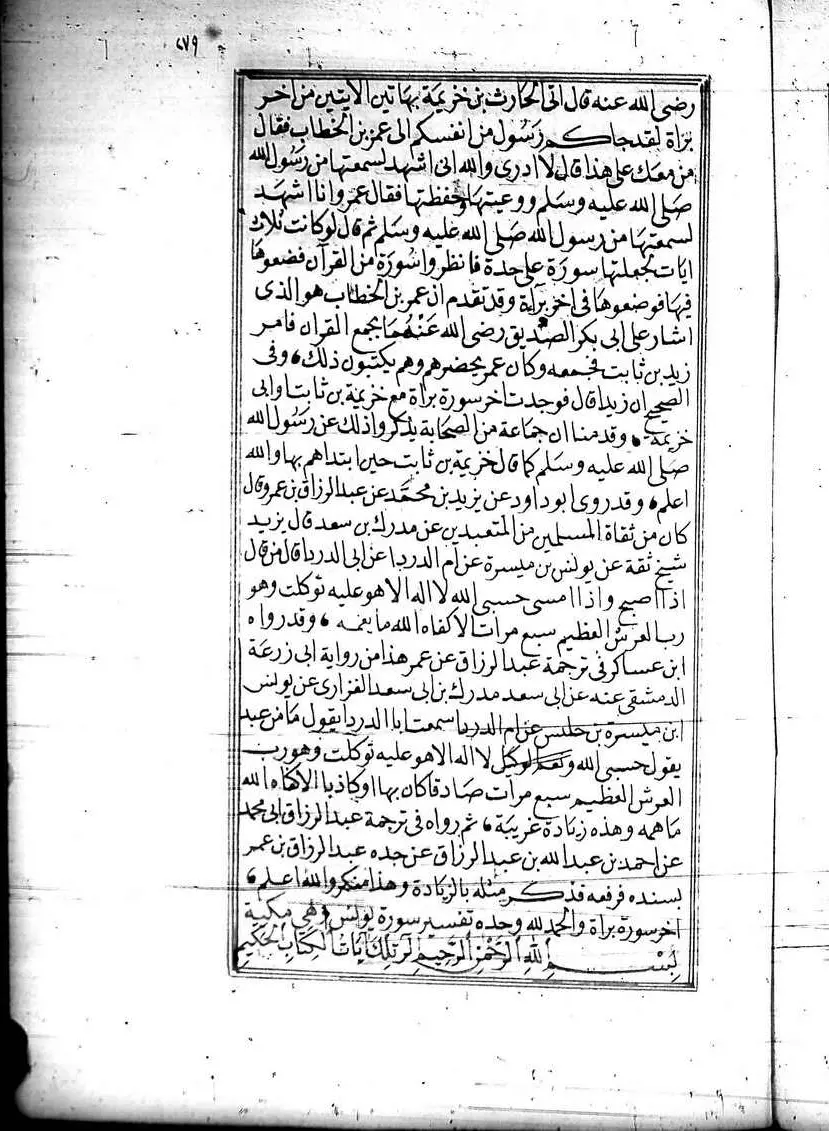 ٢٧٩
رضى الله عنه قال اتى الحارث بن خزيمة بهاتين الايتين من اخر
براة لقد جاكم رسول من انفسكم الى عمر بن الخطاب فقال
من معك على هذا قال لا ادرى والله انى اشهد لسمعتها من رسول الله
صلى الله عليه وسلم ووعيتها وحفظتها فقال عمر وانا اشهد
لسمعتها من رسول الله صلى الله عليه وسلم ثم قال لو كانت ثلاث
ايات لجعلتها سورة على حدة فانظروا سورة من القرآن فضعوها
فيها فوضعوها فى اخر براة وقد تقدم ان عمر بن الخطاب هو الذى
اشار على ابى بكر الصديق رضى الله عنهما بجمع القران فامر
زيد بن ثابت فجمعه وكان عمر يحضرهم وهم يكتبون ذلك، وفى
الصحيح ان زيدا قال فوجدت اخر سورة براة مع خزيمة بن ثابت او ابى
خزيمة، وقدمنا ان جماعة من الصحابة يذكروا ذلك عن رسول الله
صلى الله عليه وسلم كما قال خزيمة بن ثابت حين ابتداهم بها والله
اعلم، وقد روى ابو داود عن يزيد بن محمد عن عبد الرزاق بن عمر وقال
كان من ثقاة المسلمين من المتعبدين عن مدرك بن سعد قال يزيد
شيخ ثقة عن يونس بن ميسرة عن ام الدردا عن ابى الدردا قال من قال
اذا اصبح واذا امسى حسبى الله لا اله الا هو عليه توكلت وهو
رب العرش العظيم سبع مرات الا كفاه الله ما يهمه، وقد رواه
ابن عساكر فى ترجمة عبد الرزاق عن عمر هذا من رواية ابى زرعة
الدمشقى عنه عن ابى سعد مدرك بن ابى سعد الفزارى عن يونس
ابن ميسرة بن حلبس عن ام الدردا سمعت ابا الدردا يقول ما من عبد
يقول حسبى الله لا اله الا هو عليه توكلت وهو رب
العرش العظيم سبع مرات صادقا كان بها او كاذبا الا كفاه الله
ما همه وهذه زيادة غريبة، ثم رواه فى ترجمة عبد الرزاق ابى محمد
عن احمد بن عبد الله بن عبد الرزاق عن جده عبد الرزاق بن عمر
بسنده فرفعه فذكر مثله بالزيادة وهذا منكر والله اعلم،
اخر سورة براة والحمد لله وحده تفسير سورة يونس وهى مكية
بسم الله الرحمن الرحيم الر تلك ايات الكتاب الحكيم